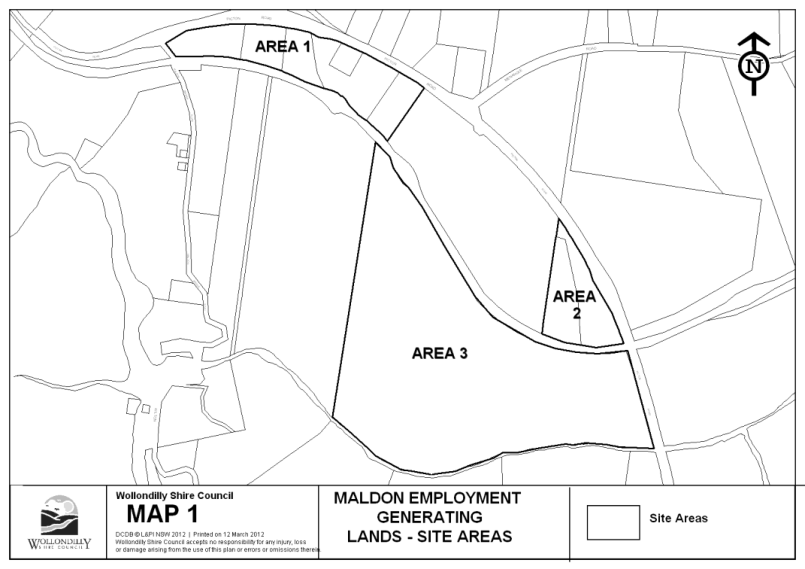 AREA 1
N
AREA
2
AREA 3
WOLLONDILLY
SHIRE COUNCIL
Wollondilly Shire Council
MAP 1
DCDB © L&PI NSW 2012 | Printed on 12 March 2012
Wollondilly Shire Council accepts no responsibility for any injury, loss
or damage arising from the use of this plan or errors or omissions therein.
MALDON EMPLOYMENT
GENERATING
LANDS - SITE AREAS
Site Areas